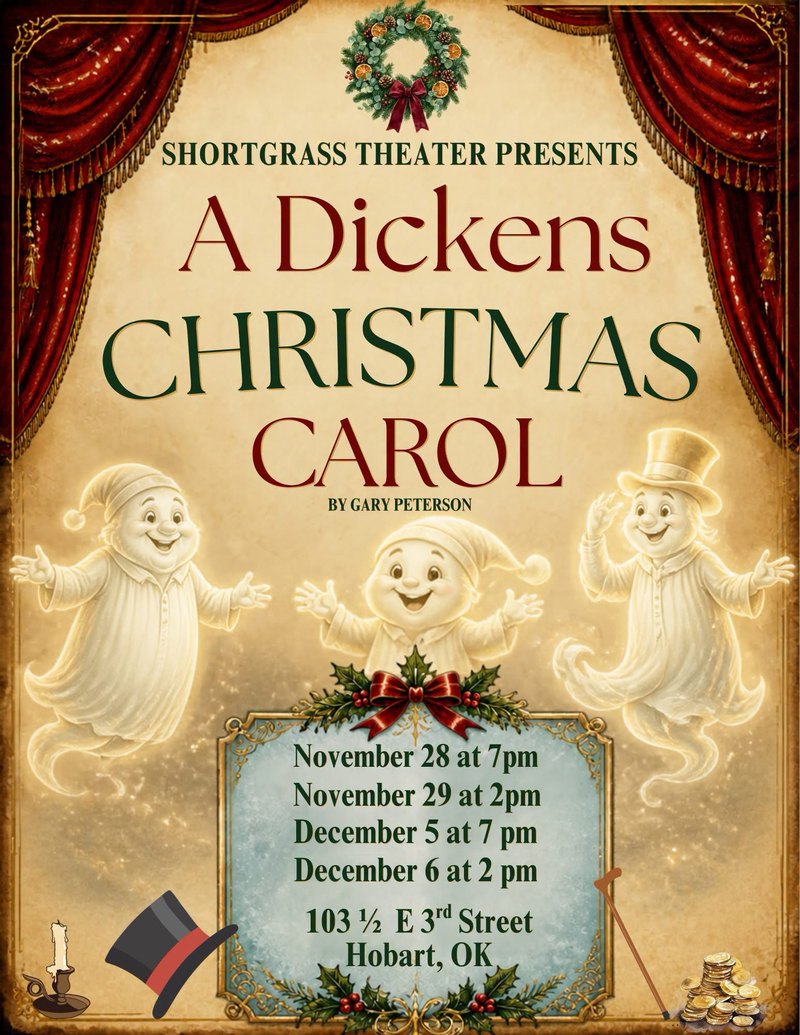 SHORTGRASS THEATER PRESENTS
A Dickens
CHRISTMAS
CAROL
BY GARY PETERSON
November 28 at 7pm
November 29 at 2pm
December 5 at 7 pm
December 6 at 2 pm
103 ½ E 3rd Street
Hobart, OK